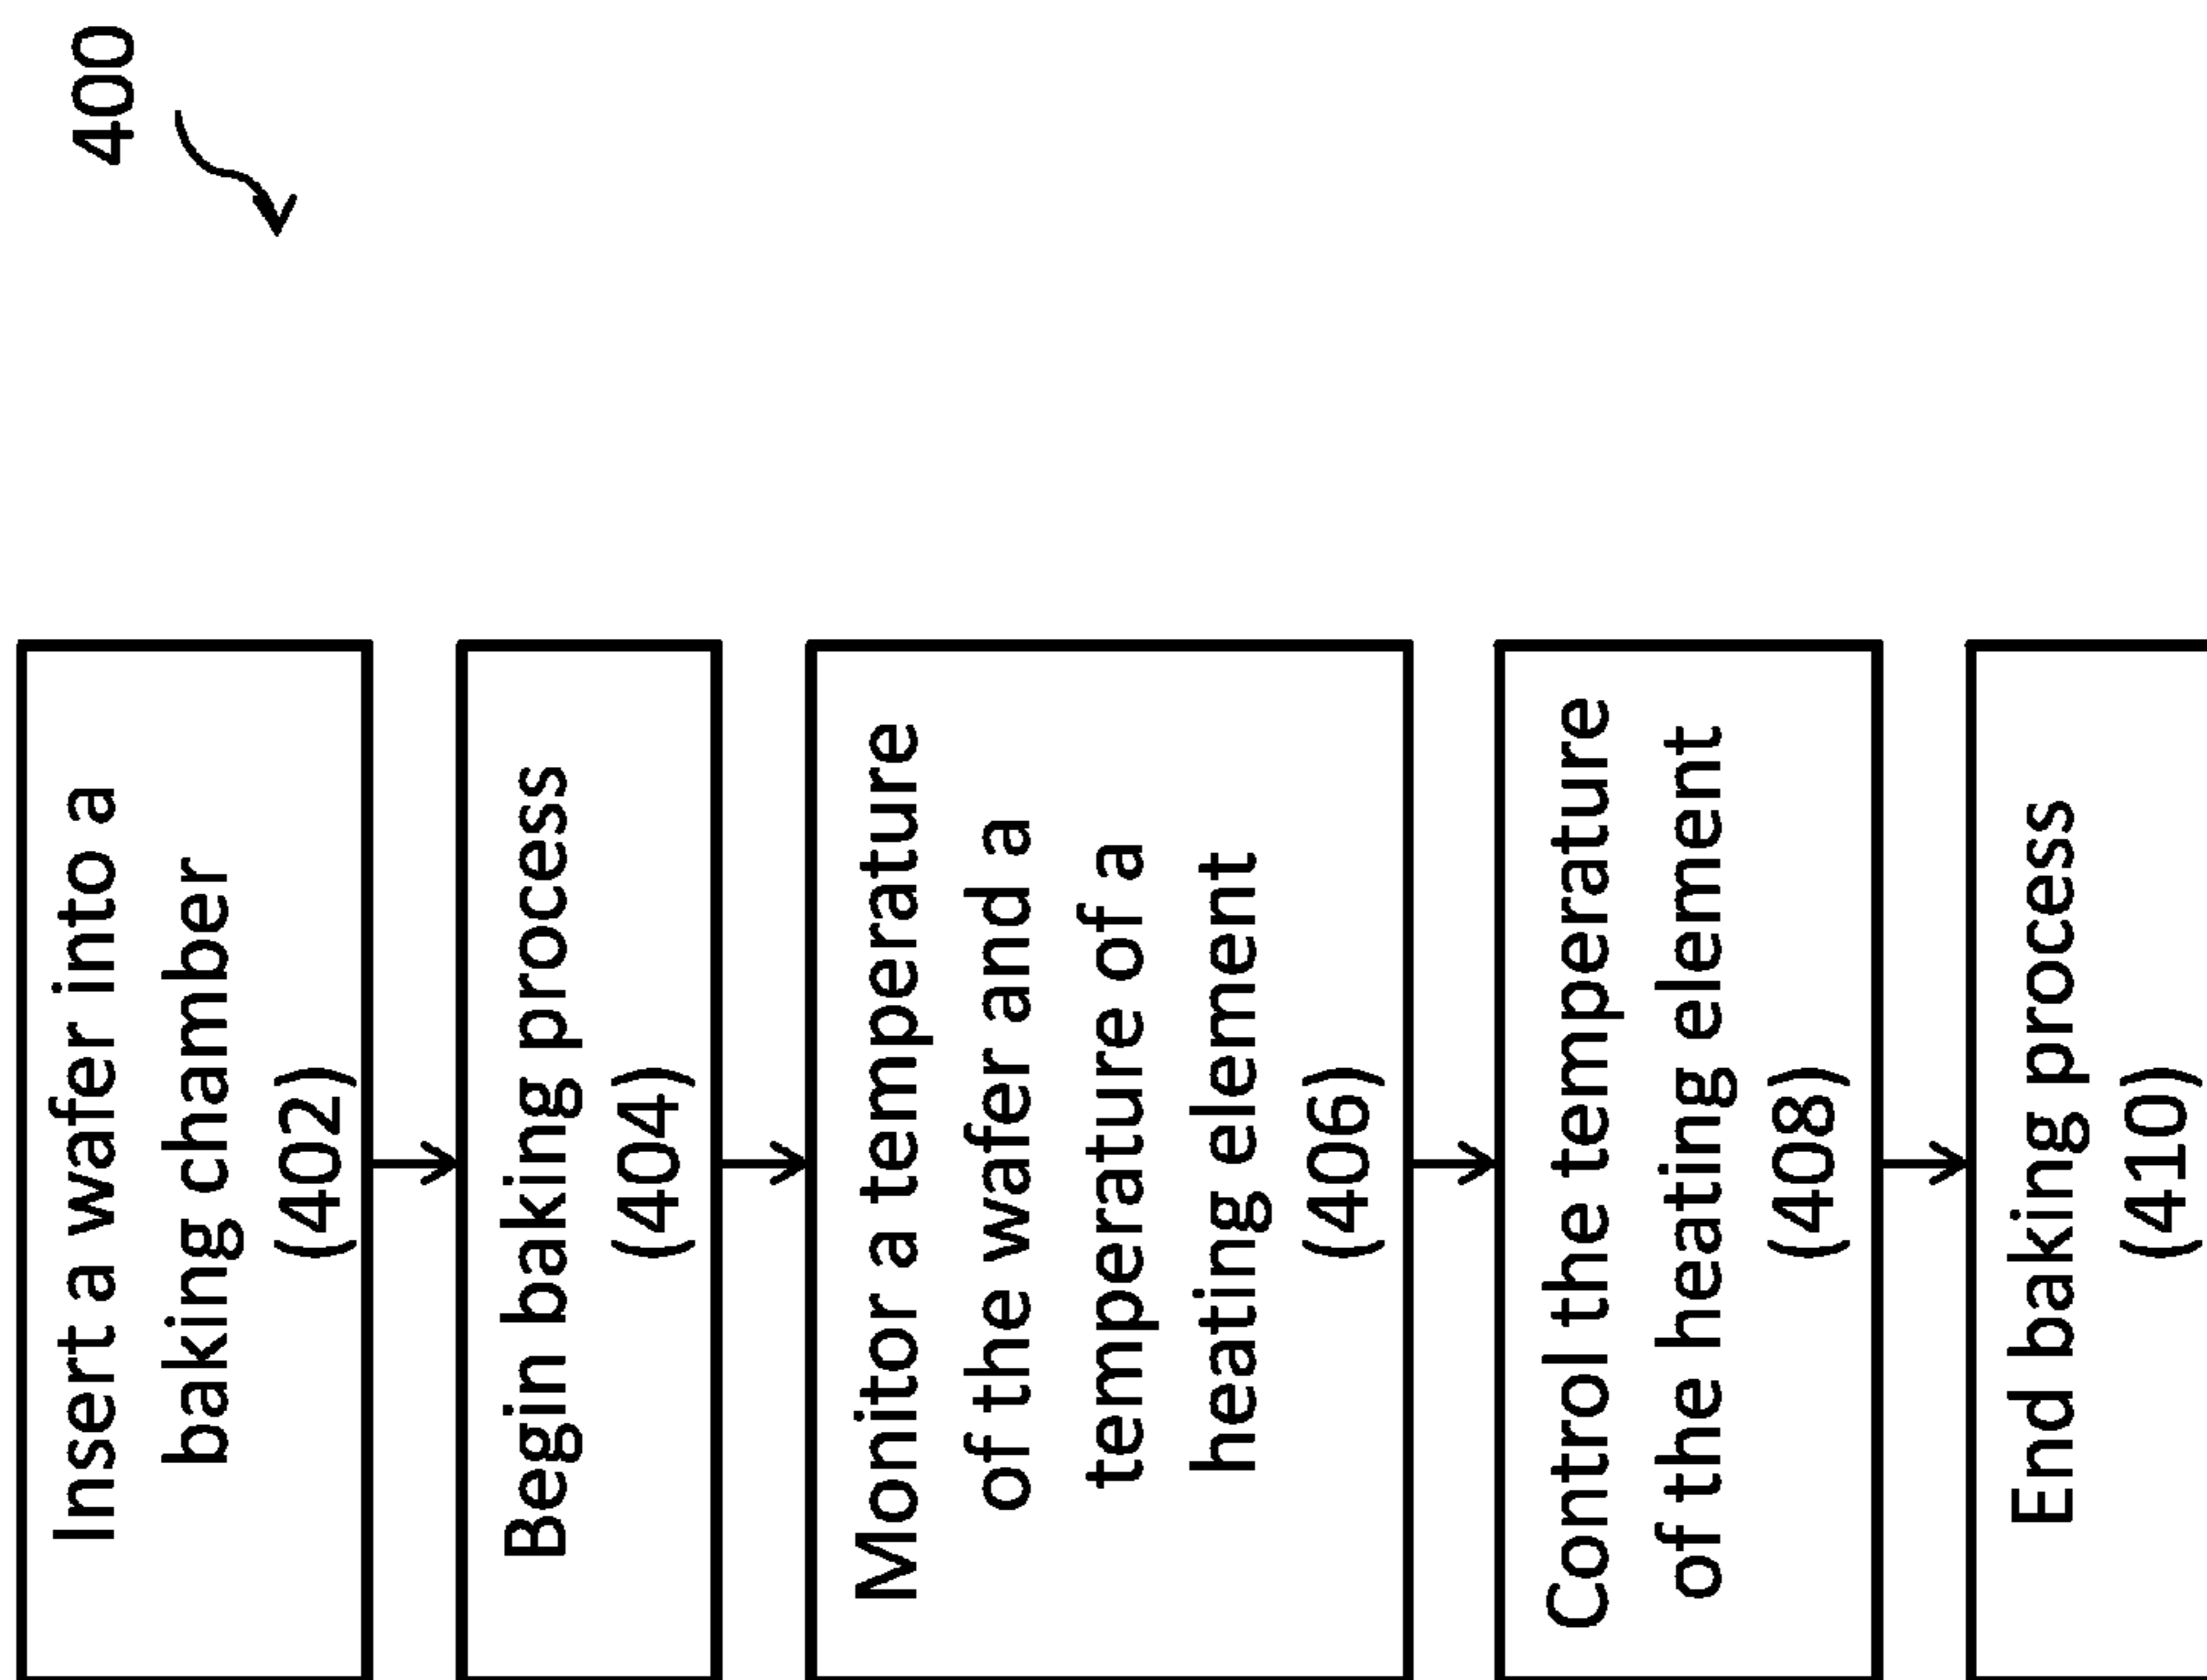 400
Insert a wafer into a
baking chamber
(402)
Begin baking process
(404)
Monitor a temperature
of the wafer and a
temperature of a
heating element
(406)
Control the temperature
of the heating element
(408)
End baking process
(410)